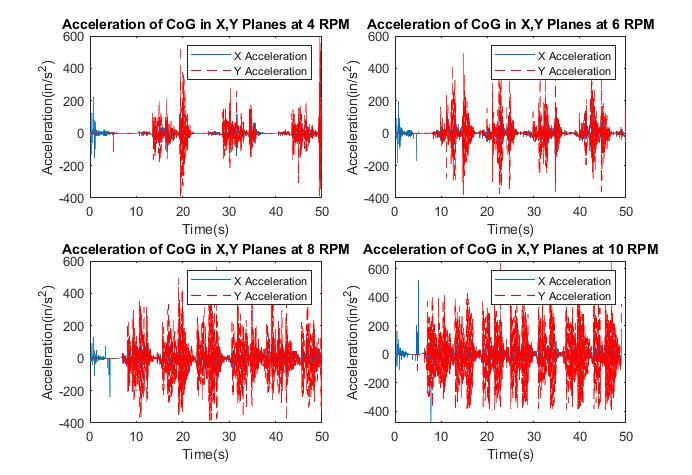 Acceleration of CoG in X,Y Planes at 4 RPM
Acceleration(in/s²)
600
400
200
0
-200
-400
X Acceleration
Y Acceleration
0 10 20 30 40 50
Time(s)
Acceleration of CoG in X,Y Planes at 6 RPM
Acceleration(in/s²)
600
400
200
0
-200
-400
X Acceleration
Y Acceleration
0 10 20 30 40 50
Time(s)
Acceleration of CoG in X,Y Planes at 8 RPM
Acceleration(in/s²)
600
400
200
0
-200
-400
X Acceleration
Y Acceleration
0 10 20 30 40 50
Time(s)
Acceleration of CoG in X,Y Planes at 10 RPM
Acceleration(in/s²)
600
400
200
0
-200
-400
X Acceleration
Y Acceleration
0 10 20 30 40 50
Time(s)